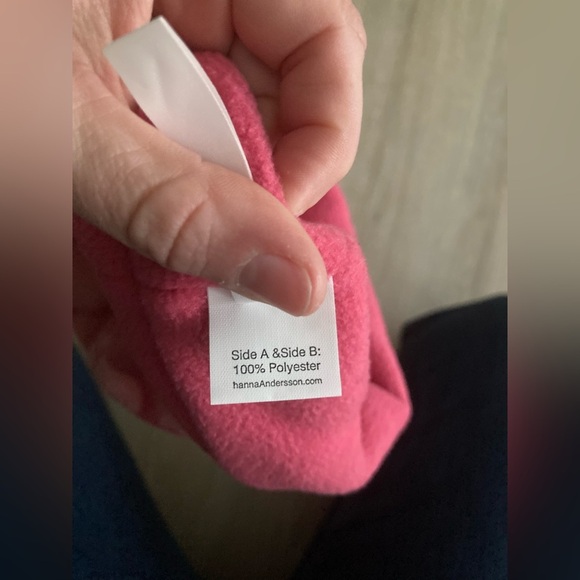 Side A &Side B:
100% Polyester
hannaAndersson.com